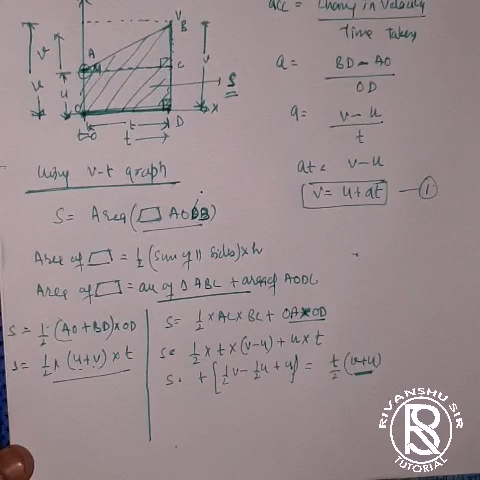 acc = Change in Velocity
Time taken
V
B
A
v
u
C
v
S
X
D
t=0
t
t
a = BD - AO
OD
a = v-u
t
at = v-u
v = u+at — ①
Using v-t graph
S = Area (▭ AODB)
Area of ▭ = 1/2 (sum of || sides) x h
Area of ▭ = ar of Δ ABC + area of AODC
S = 1/2 (AO + BD) x OD
S = 1/2 x (u+v) x t
S = 1/2 x AC x BC + OA x OD
S = 1/2 x t x (v-u) + u x t
S = t [1/2 v - 1/2 u + u] = t/2 (v+u)
RIVANSHU SIR
RS
TUTORIAL